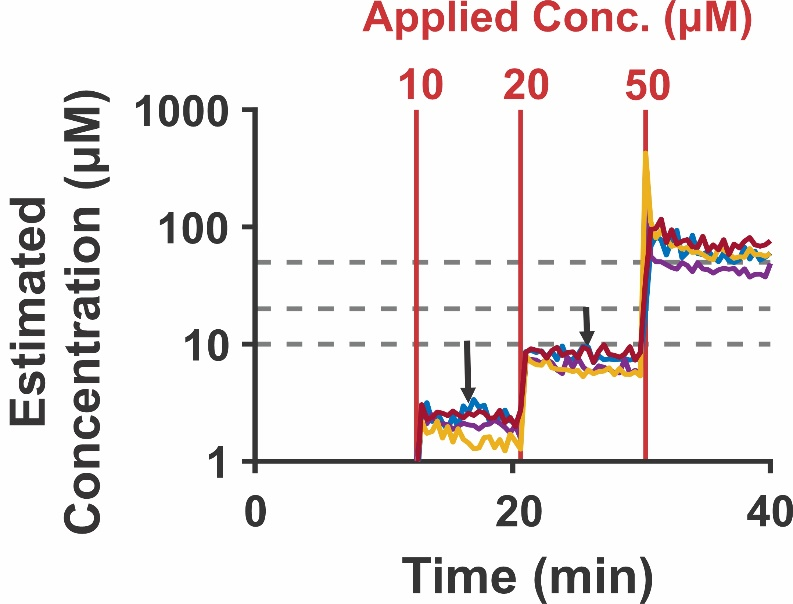 Applied Conc. (μM)
10 20 50
Estimated
Concentration (μM)
1000
100
10
1
0 20 40
Time (min)